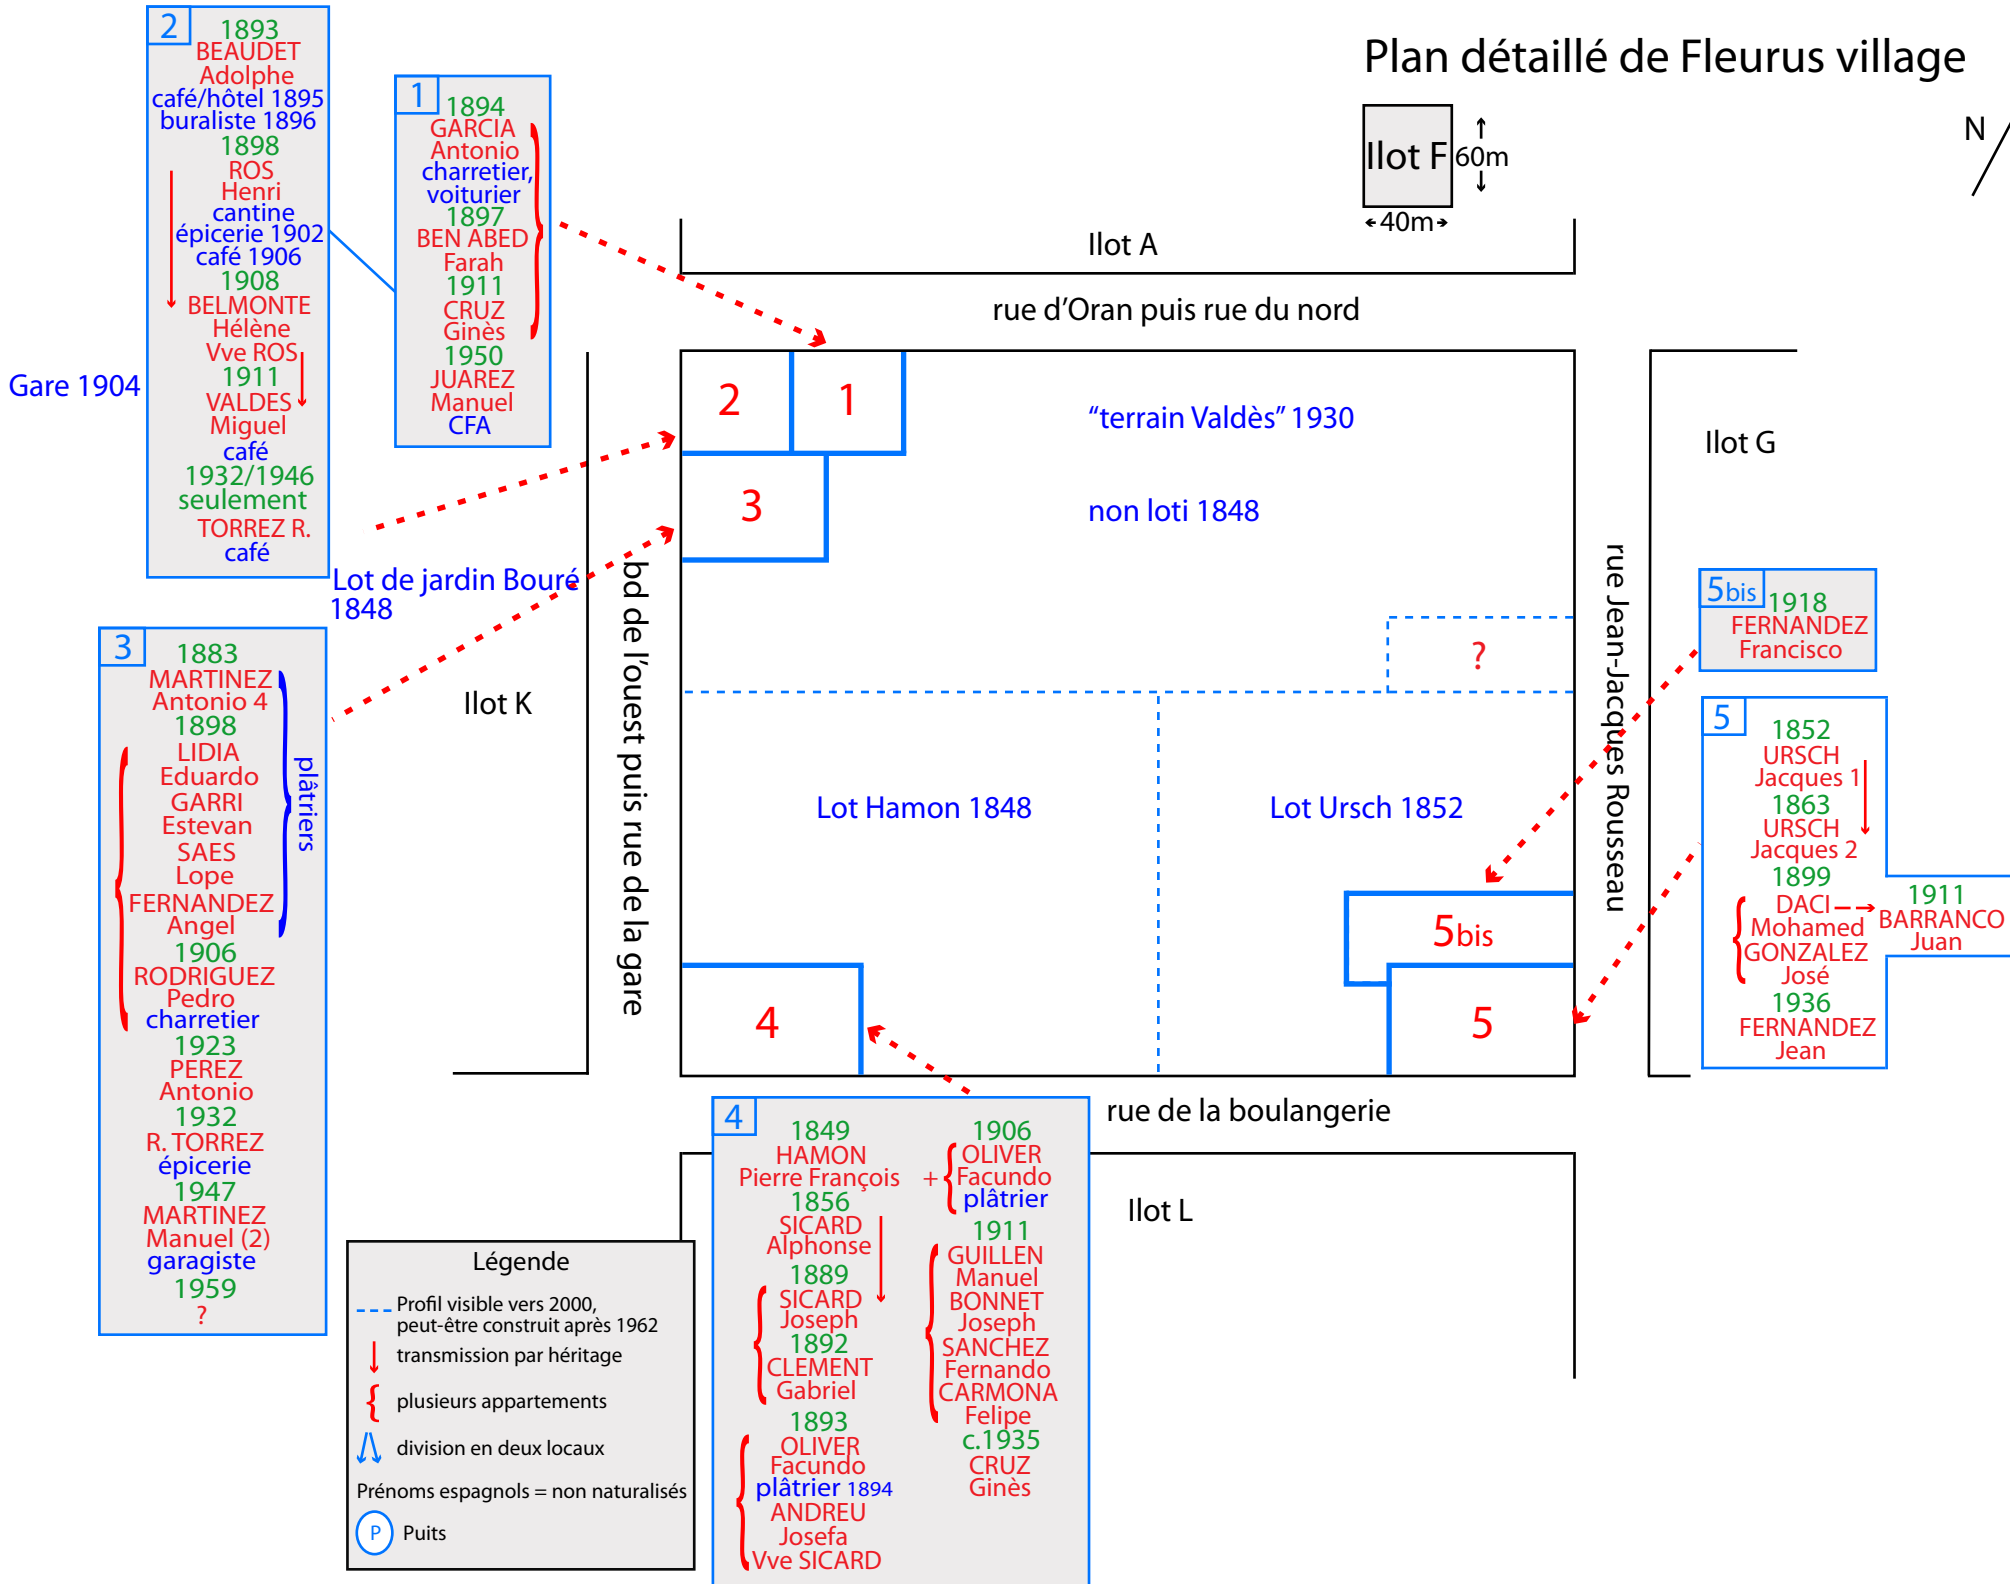 Plan détaillé de Fleurus village
N
Ilot F
60m
40m
2
1893
BEAUDET
Adolphe
café/hôtel 1895
buraliste 1896
1898
ROS
Henri
cantine
épicerie 1902
café 1906
1908
BELMONTE
Hélène
Vve ROS
1911
VALDES
Miguel
café
1932/1946
seulement
TORREZ R.
café
1
1894
GARCIA
Antonio
charretier,
voiturier
1897
BEN ABED
Farah
1911
CRUZ
Ginès
1950
JUAREZ
Manuel
CFA
Gare 1904
Lot de jardin Bouré
1848
3
1883
MARTINEZ
Antonio 4
1898
LIDIA
Eduardo
GARRI
Estevan
SAES
Lope
FERNANDEZ
Angel
plâtriers
1906
RODRIGUEZ
Pedro
charretier
1923
PEREZ
Antonio
1932
R. TORREZ
épicerie
1947
MARTINEZ
Manuel (2)
garagiste
1959
?
Ilot A
rue d'Oran puis rue du nord
Ilot K
bd de l'ouest puis rue de la gare
2
1
3
"terrain Valdès" 1930
non loti 1848
?
Lot Hamon 1848
Lot Ursch 1852
5bis
4
5
rue Jean-Jacques Rousseau
Ilot G
5bis
1918
FERNANDEZ
Francisco
5
1852
URSCH
Jacques 1
1863
URSCH
Jacques 2
1899
DACI
Mohamed
GONZALEZ
José
1936
FERNANDEZ
Jean
1911
BARRANCO
Juan
rue de la boulangerie
Ilot L
4
1849
HAMON
Pierre François
1856
SICARD
Alphonse
1889
SICARD
Joseph
1892
CLEMENT
Gabriel
1893
OLIVER
Facundo
plâtrier 1894
ANDREU
Josefa
Vve SICARD
+
1906
OLIVER
Facundo
plâtrier
1911
GUILLEN
Manuel
BONNET
Joseph
SANCHEZ
Fernando
CARMONA
Felipe
c.1935
CRUZ
Ginès
Légende
Profil visible vers 2000,
peut-être construit après 1962
transmission par héritage
plusieurs appartements
division en deux locaux
Prénoms espagnols = non naturalisés
P Puits